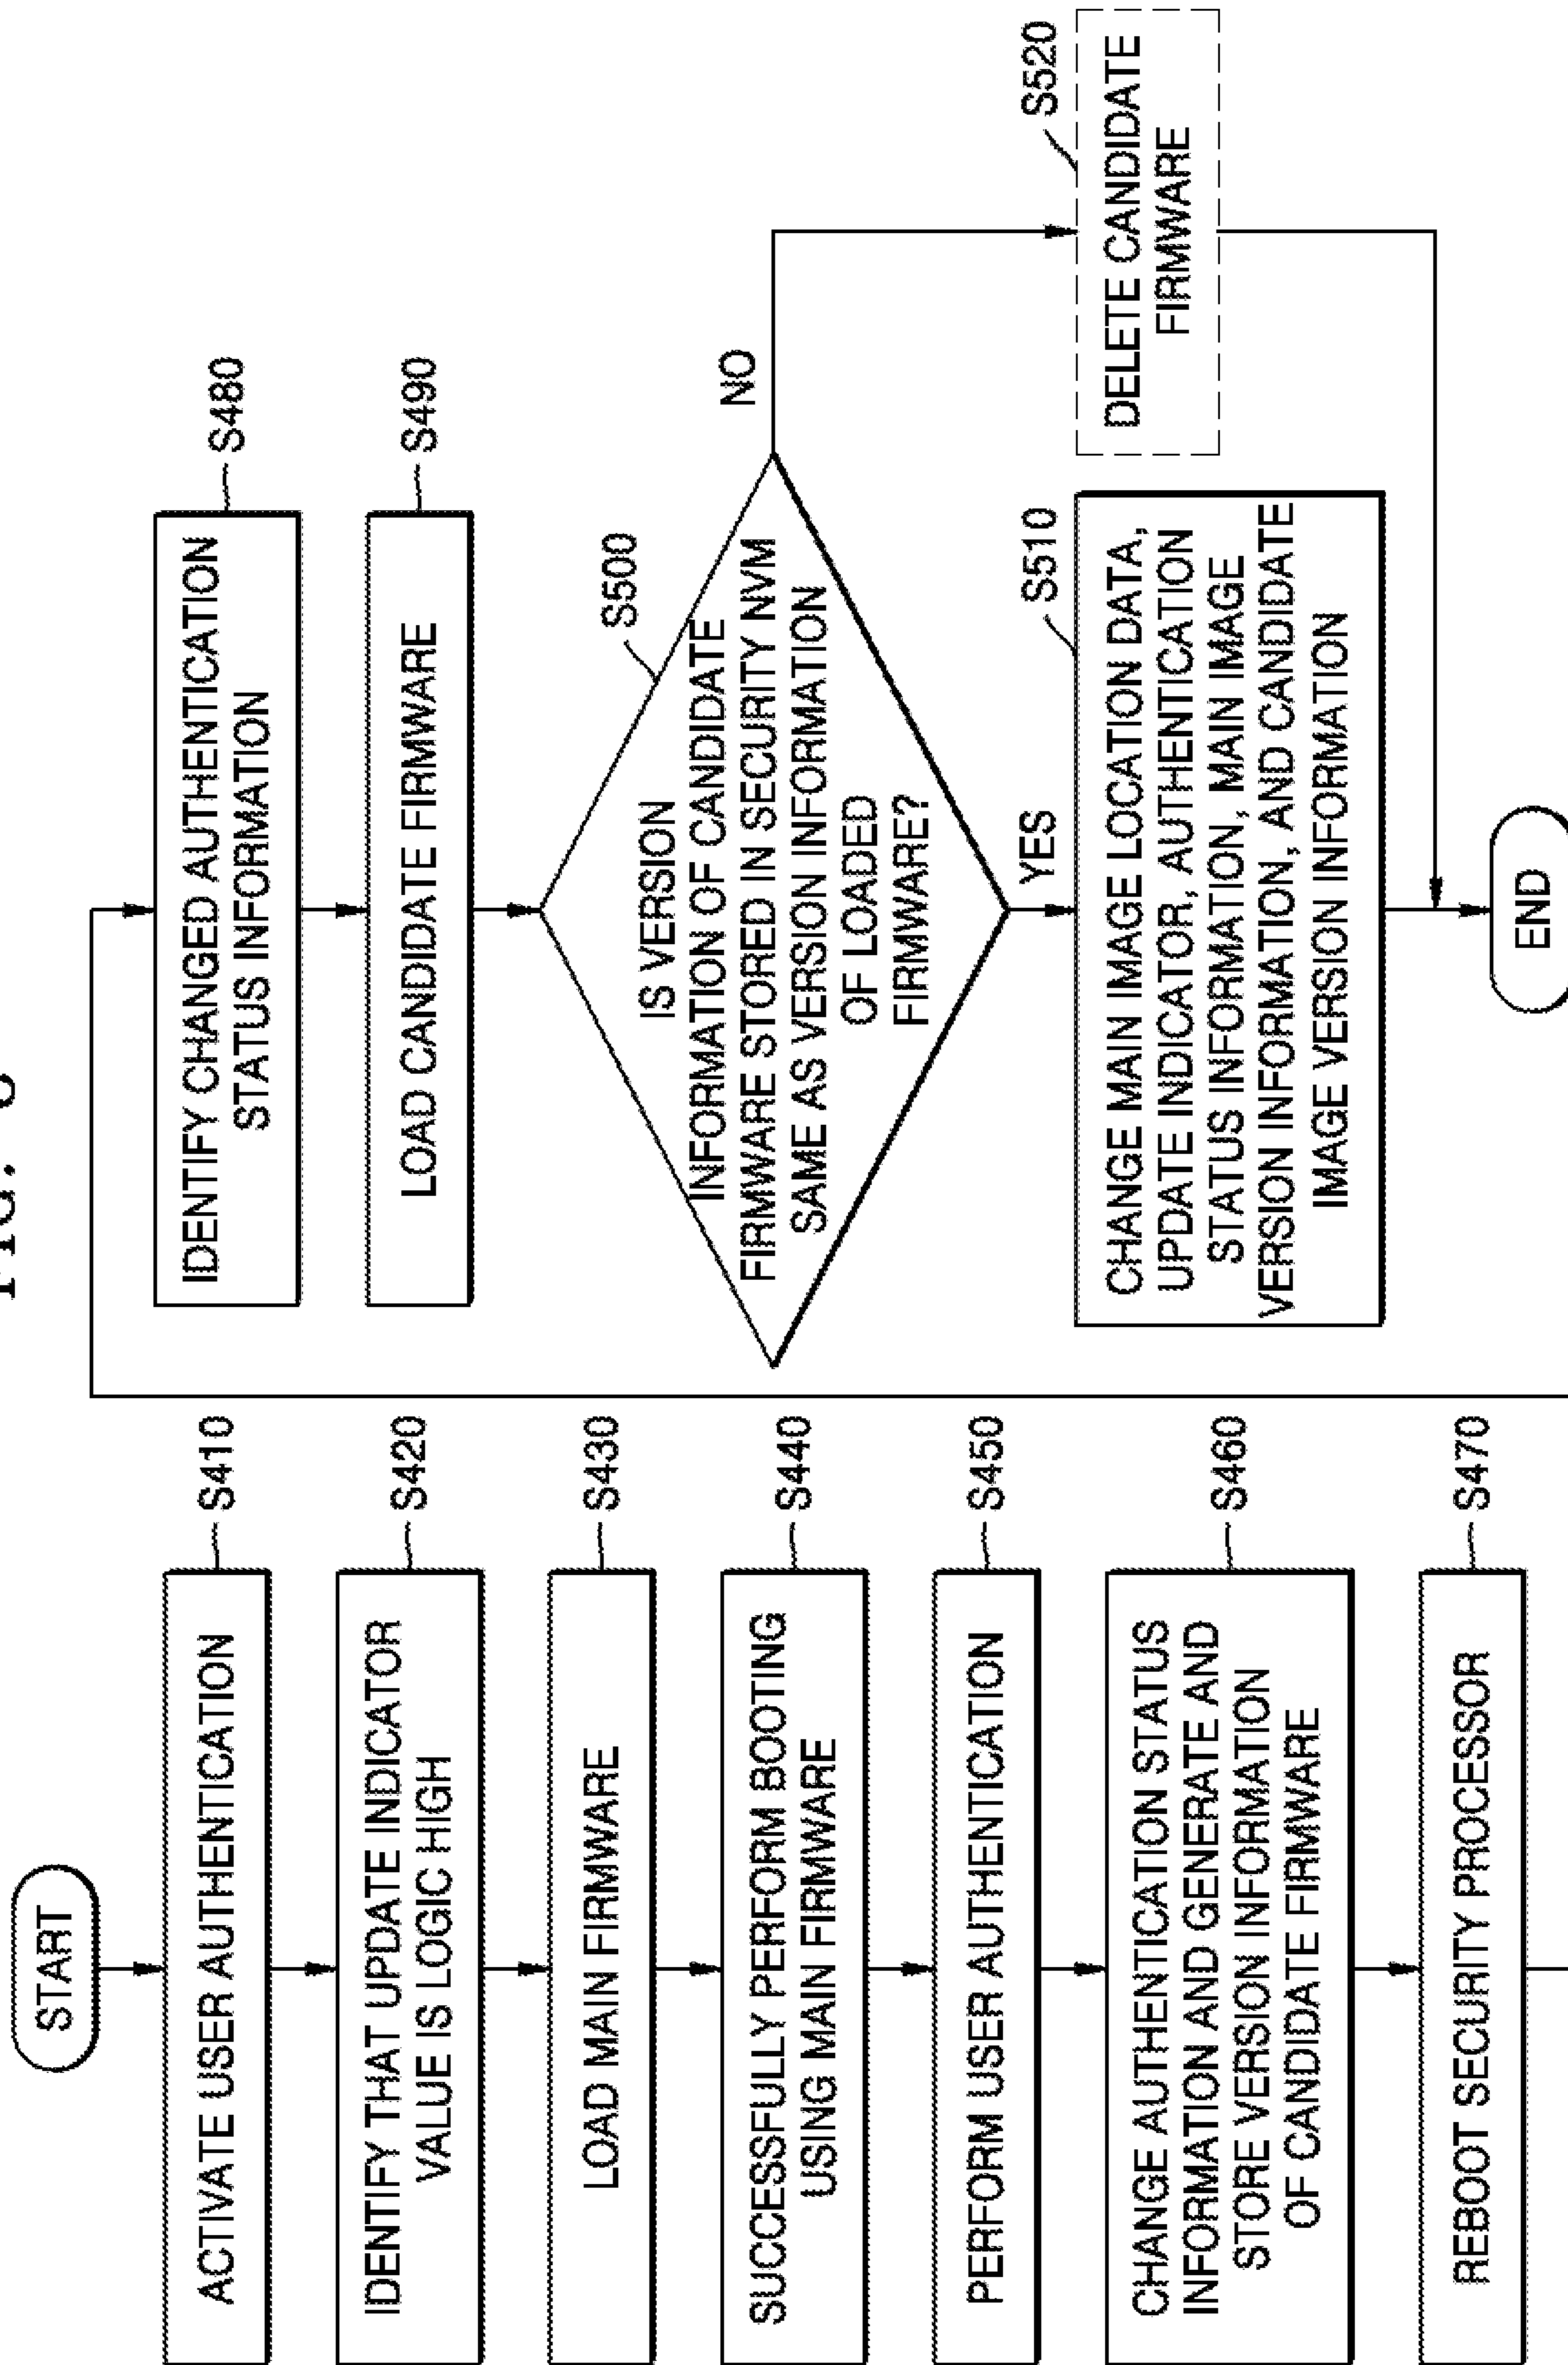 START
ACTIVATE USER AUTHENTICATION
S410
IDENTIFY THAT UPDATE INDICATOR
VALUE IS LOGIC HIGH
S420
LOAD MAIN FIRMWARE
S430
SUCCESSFULLY PERFORM BOOTING
USING MAIN FIRMWARE
S440
PERFORM USER AUTHENTICATION
S450
CHANGE AUTHENTICATION STATUS
INFORMATION AND GENERATE AND
STORE VERSION INFORMATION
OF CANDIDATE FIRMWARE
S460
REBOOT SECURITY PROCESSOR
S470
IDENTIFY CHANGED AUTHENTICATION
STATUS INFORMATION
S480
LOAD CANDIDATE FIRMWARE
S490
IS VERSION
INFORMATION OF CANDIDATE
FIRMWARE STORED IN SECURITY NVM
SAME AS VERSION INFORMATION
OF LOADED
FIRMWARE?
S500
NO
YES
CHANGE MAIN IMAGE LOCATION DATA,
UPDATE INDICATOR, AUTHENTICATION
STATUS INFORMATION, MAIN IMAGE
VERSION INFORMATION, AND CANDIDATE
IMAGE VERSION INFORMATION
S510
DELETE CANDIDATE
FIRMWARE
S520
END